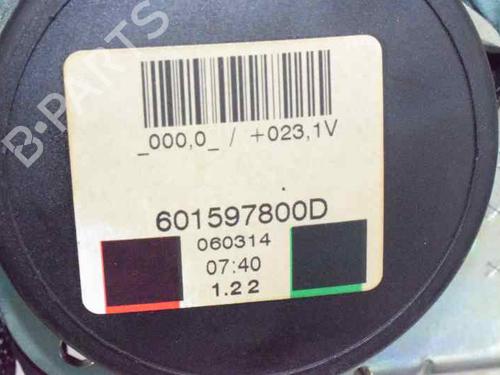 B-PARTS
_000,0_ / +023,1V
601597800D
060314
07:40
1.22